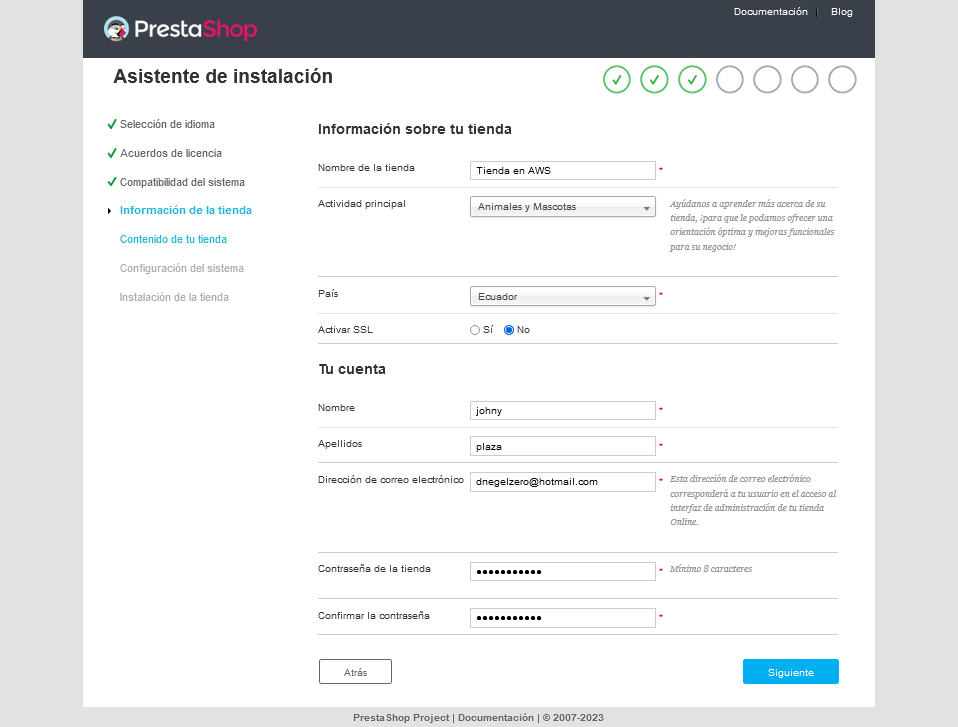 Documentación | Blog
PrestaShop
Asistente de instalación
Selección de idioma
Acuerdos de licencia
Compatibilidad del sistema
Información de la tienda
Contenido de tu tienda
Configuración del sistema
Instalación de la tienda
Información sobre tu tienda
Nombre de la tienda Tienda en AWS *
Actividad principal Animales y Mascotas
Ayúdanos a aprender más acerca de su
tienda, ¡para que le podamos ofrecer una
orientación óptima y mejoras funcionales
para su negocio!
País Ecuador *
Activar SSL Sí No
Tu cuenta
Nombre johny *
Apellidos plaza *
Dirección de correo electrónico dnegelzero@hotmail.com *
Esta dirección de correo electrónico
corresponderá a tu usuario en el acceso al
interfaz de administración de tu tienda
Online.
Contraseña de la tienda ●●●●●●●●●●● * Mínimo 8 caracteres
Confirmar la contraseña ●●●●●●●●●●● *
Atrás Siguiente
PrestaShop Project | Documentación | © 2007-2023